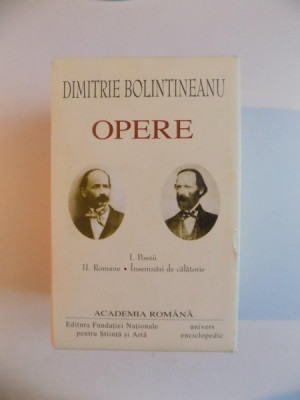 DIMITRIE BOLINTINEANU
OPERE
I. Poezii
II. Romane • Însemnări de călătorie
ACADEMIA ROMÂNĂ
Editura Fundației Naționale univers
pentru Știință și Artă enciclopedic